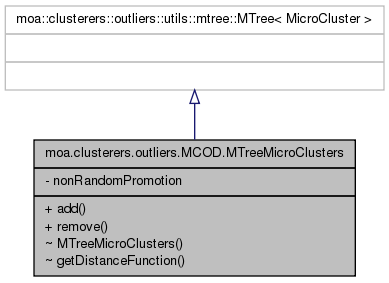 moa::clusterers::outliers::utils::mtree::MTree< MicroCluster >
moa.clusterers.outliers.MCOD.MTreeMicroClusters
- nonRandomPromotion
+ add()
+ remove()
~ MTreeMicroClusters()
~ getDistanceFunction()